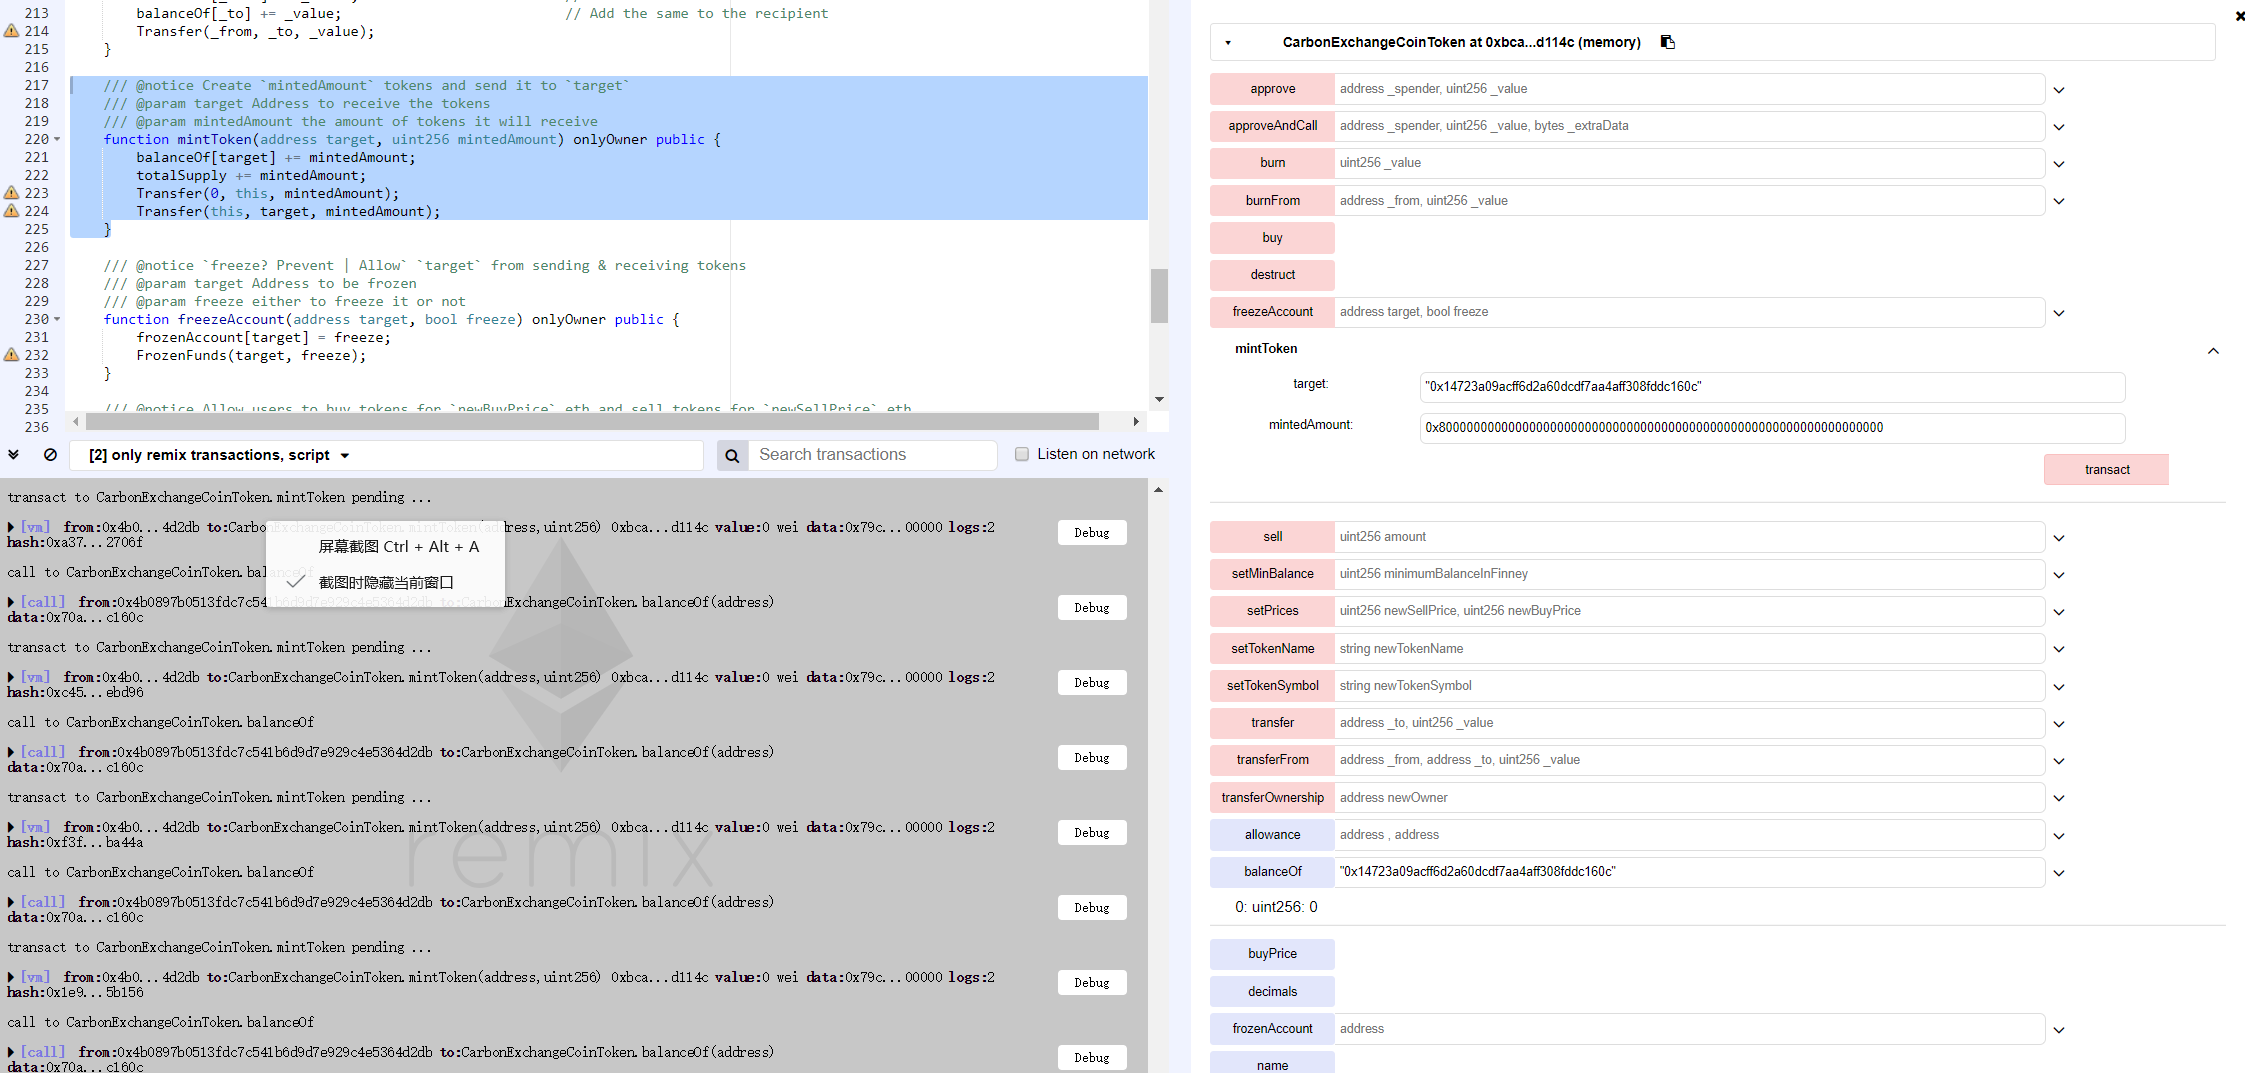 213 balanceOf[_to] += _value; // Add the same to the recipient
214 Transfer(_from, _to, _value);
215 }
216
217 /// @notice Create `mintedAmount` tokens and send it to `target`
218 /// @param target Address to receive the tokens
219 /// @param mintedAmount the amount of tokens it will receive
220 function mintToken(address target, uint256 mintedAmount) onlyOwner public {
221 balanceOf[target] += mintedAmount;
222 totalSupply += mintedAmount;
223 Transfer(0, this, mintedAmount);
224 Transfer(this, target, mintedAmount);
225 }
226
227 /// @notice `freeze? Prevent | Allow` `target` from sending & receiving tokens
228 /// @param target Address to be frozen
229 /// @param freeze either to freeze it or not
230 function freezeAccount(address target, bool freeze) onlyOwner public {
231 frozenAccount[target] = freeze;
232 FrozenFunds(target, freeze);
233 }
234
235 /// @notice Allow users to buy tokens for `newBuyPrice` eth and sell tokens for `newSellPrice` eth
236
[2] only remix transactions, script
Search transactions
Listen on network
transact to CarbonExchangeCoinToken.mintToken pending ...
[vm] from:0x4b0...4d2db to:CarbonExchangeCoinToken.mintToken(address,uint256) 0xbca...d114c value:0 wei data:0x79c...00000 logs:2 Debug
hash:0xa37...2706f
屏幕截图 Ctrl + Alt + A
截图时隐藏当前窗口
call to CarbonExchangeCoinToken.balanceOf
[call] from:0x4b0897b0513fdc7c541b6d9d7e929c4e5364d2db to:CarbonExchangeCoinToken.balanceOf(address) Debug
data:0x70a...c160c
transact to CarbonExchangeCoinToken.mintToken pending ...
[vm] from:0x4b0...4d2db to:CarbonExchangeCoinToken.mintToken(address,uint256) 0xbca...d114c value:0 wei data:0x79c...00000 logs:2 Debug
hash:0xc45...ebd96
call to CarbonExchangeCoinToken.balanceOf
[call] from:0x4b0897b0513fdc7c541b6d9d7e929c4e5364d2db to:CarbonExchangeCoinToken.balanceOf(address) Debug
data:0x70a...c160c
transact to CarbonExchangeCoinToken.mintToken pending ...
[vm] from:0x4b0...4d2db to:CarbonExchangeCoinToken.mintToken(address,uint256) 0xbca...d114c value:0 wei data:0x79c...00000 logs:2 Debug
hash:0xf3f...ba44a
remix
call to CarbonExchangeCoinToken.balanceOf
[call] from:0x4b0897b0513fdc7c541b6d9d7e929c4e5364d2db to:CarbonExchangeCoinToken.balanceOf(address) Debug
data:0x70a...c160c
transact to CarbonExchangeCoinToken.mintToken pending ...
[vm] from:0x4b0...4d2db to:CarbonExchangeCoinToken.mintToken(address,uint256) 0xbca...d114c value:0 wei data:0x79c...00000 logs:2 Debug
hash:0x1e9...5b156
call to CarbonExchangeCoinToken.balanceOf
[call] from:0x4b0897b0513fdc7c541b6d9d7e929c4e5364d2db to:CarbonExchangeCoinToken.balanceOf(address) Debug
data:0x70a...c160c
CarbonExchangeCoinToken at 0xbca...d114c (memory)
approve address _spender, uint256 _value
approveAndCall address _spender, uint256 _value, bytes _extraData
burn uint256 _value
burnFrom address _from, uint256 _value
buy
destruct
freezeAccount address target, bool freeze
mintToken
target: "0x14723a09acff6d2a60dcdf7aa4aff308fddc160c"
mintedAmount: 0x8000000000000000000000000000000000000000000000000000000000000000
transact
sell uint256 amount
setMinBalance uint256 minimumBalanceInFinney
setPrices uint256 newSellPrice, uint256 newBuyPrice
setTokenName string newTokenName
setTokenSymbol string newTokenSymbol
transfer address _to, uint256 _value
transferFrom address _from, address _to, uint256 _value
transferOwnership address newOwner
allowance address , address
balanceOf "0x14723a09acff6d2a60dcdf7aa4aff308fddc160c"
0: uint256: 0
buyPrice
decimals
frozenAccount address
name